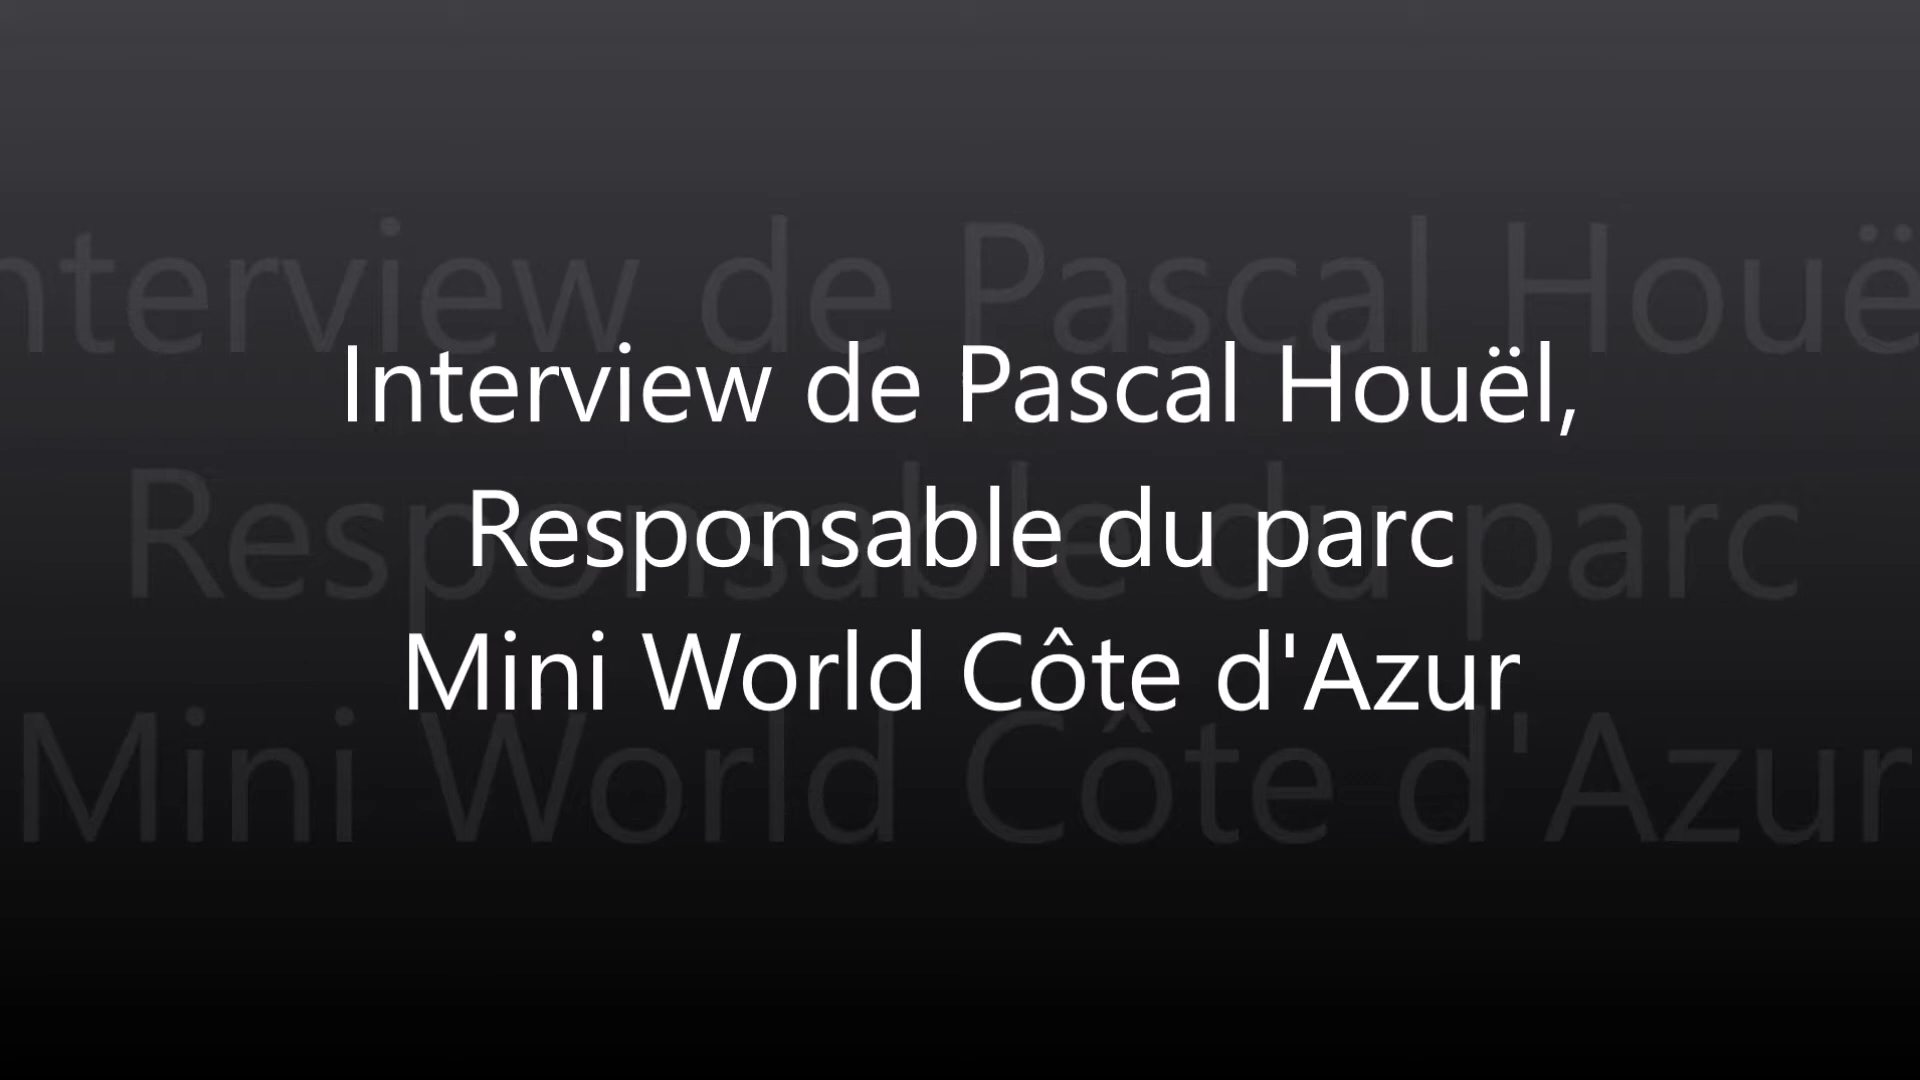 Interview de Pascal Houël,
Responsable du parc
Mini World Côte d'Azur